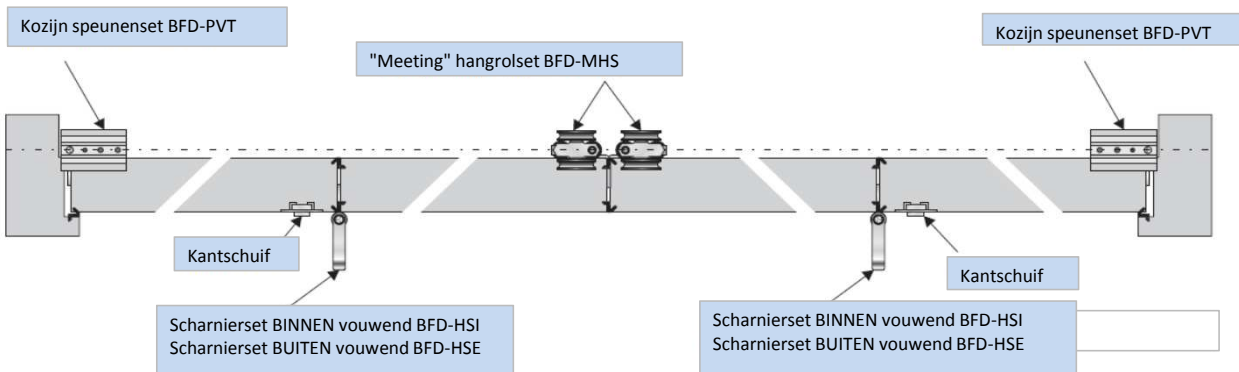 Kozijn speunenset BFD-PVT
Kozijn speunenset BFD-PVT
"Meeting" hangrolset BFD-MHS
Kantschuif
Kantschuif
Scharnierset BINNEN vouwend BFD-HSI
Scharnierset BUITEN vouwend BFD-HSE
Scharnierset BINNEN vouwend BFD-HSI
Scharnierset BUITEN vouwend BFD-HSE